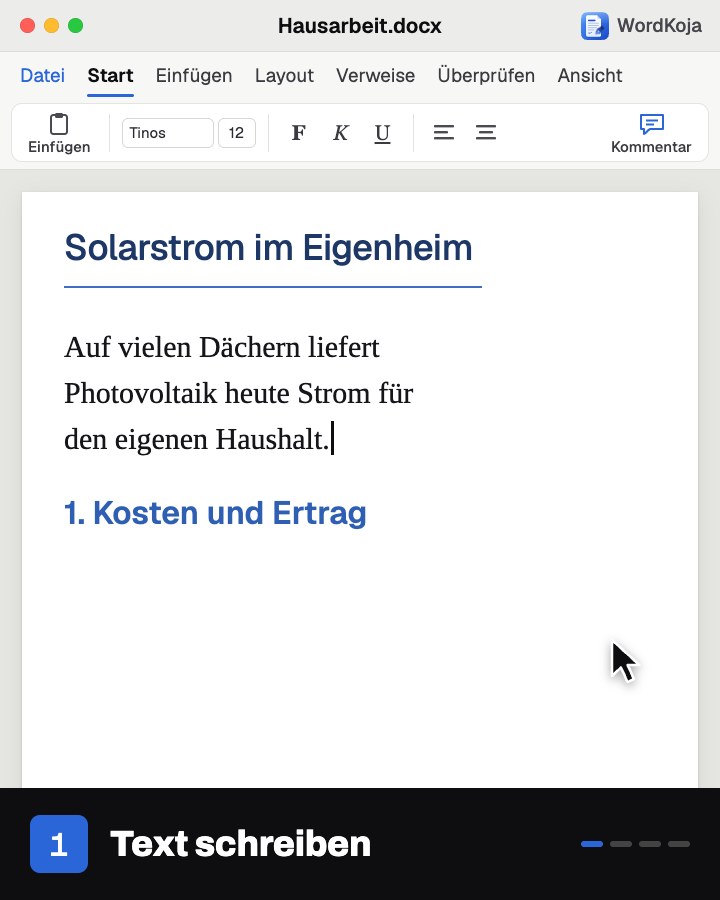 Hausarbeit.docx
WordKoja
Datei Start Einfügen Layout Verweise Überprüfen Ansicht
Tinos 12 F K U
Einfügen Kommentar
Solarstrom im Eigenheim
Auf vielen Dächern liefert
Photovoltaik heute Strom für
den eigenen Haushalt.
1. Kosten und Ertrag
1 Text schreiben